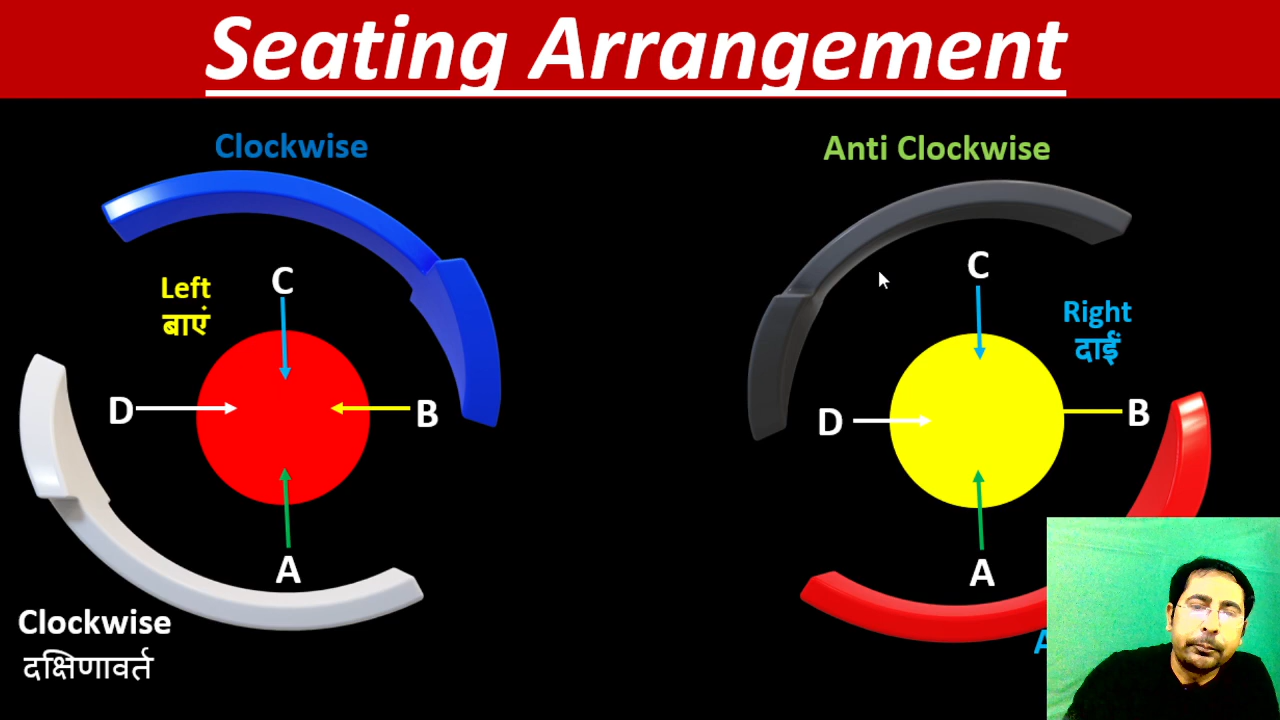 Seating Arrangement
Clockwise
Left
बाएं
C
D
B
A
Clockwise
दक्षिणावर्त
Anti Clockwise
C
Right
दाईं
D
B
A
A